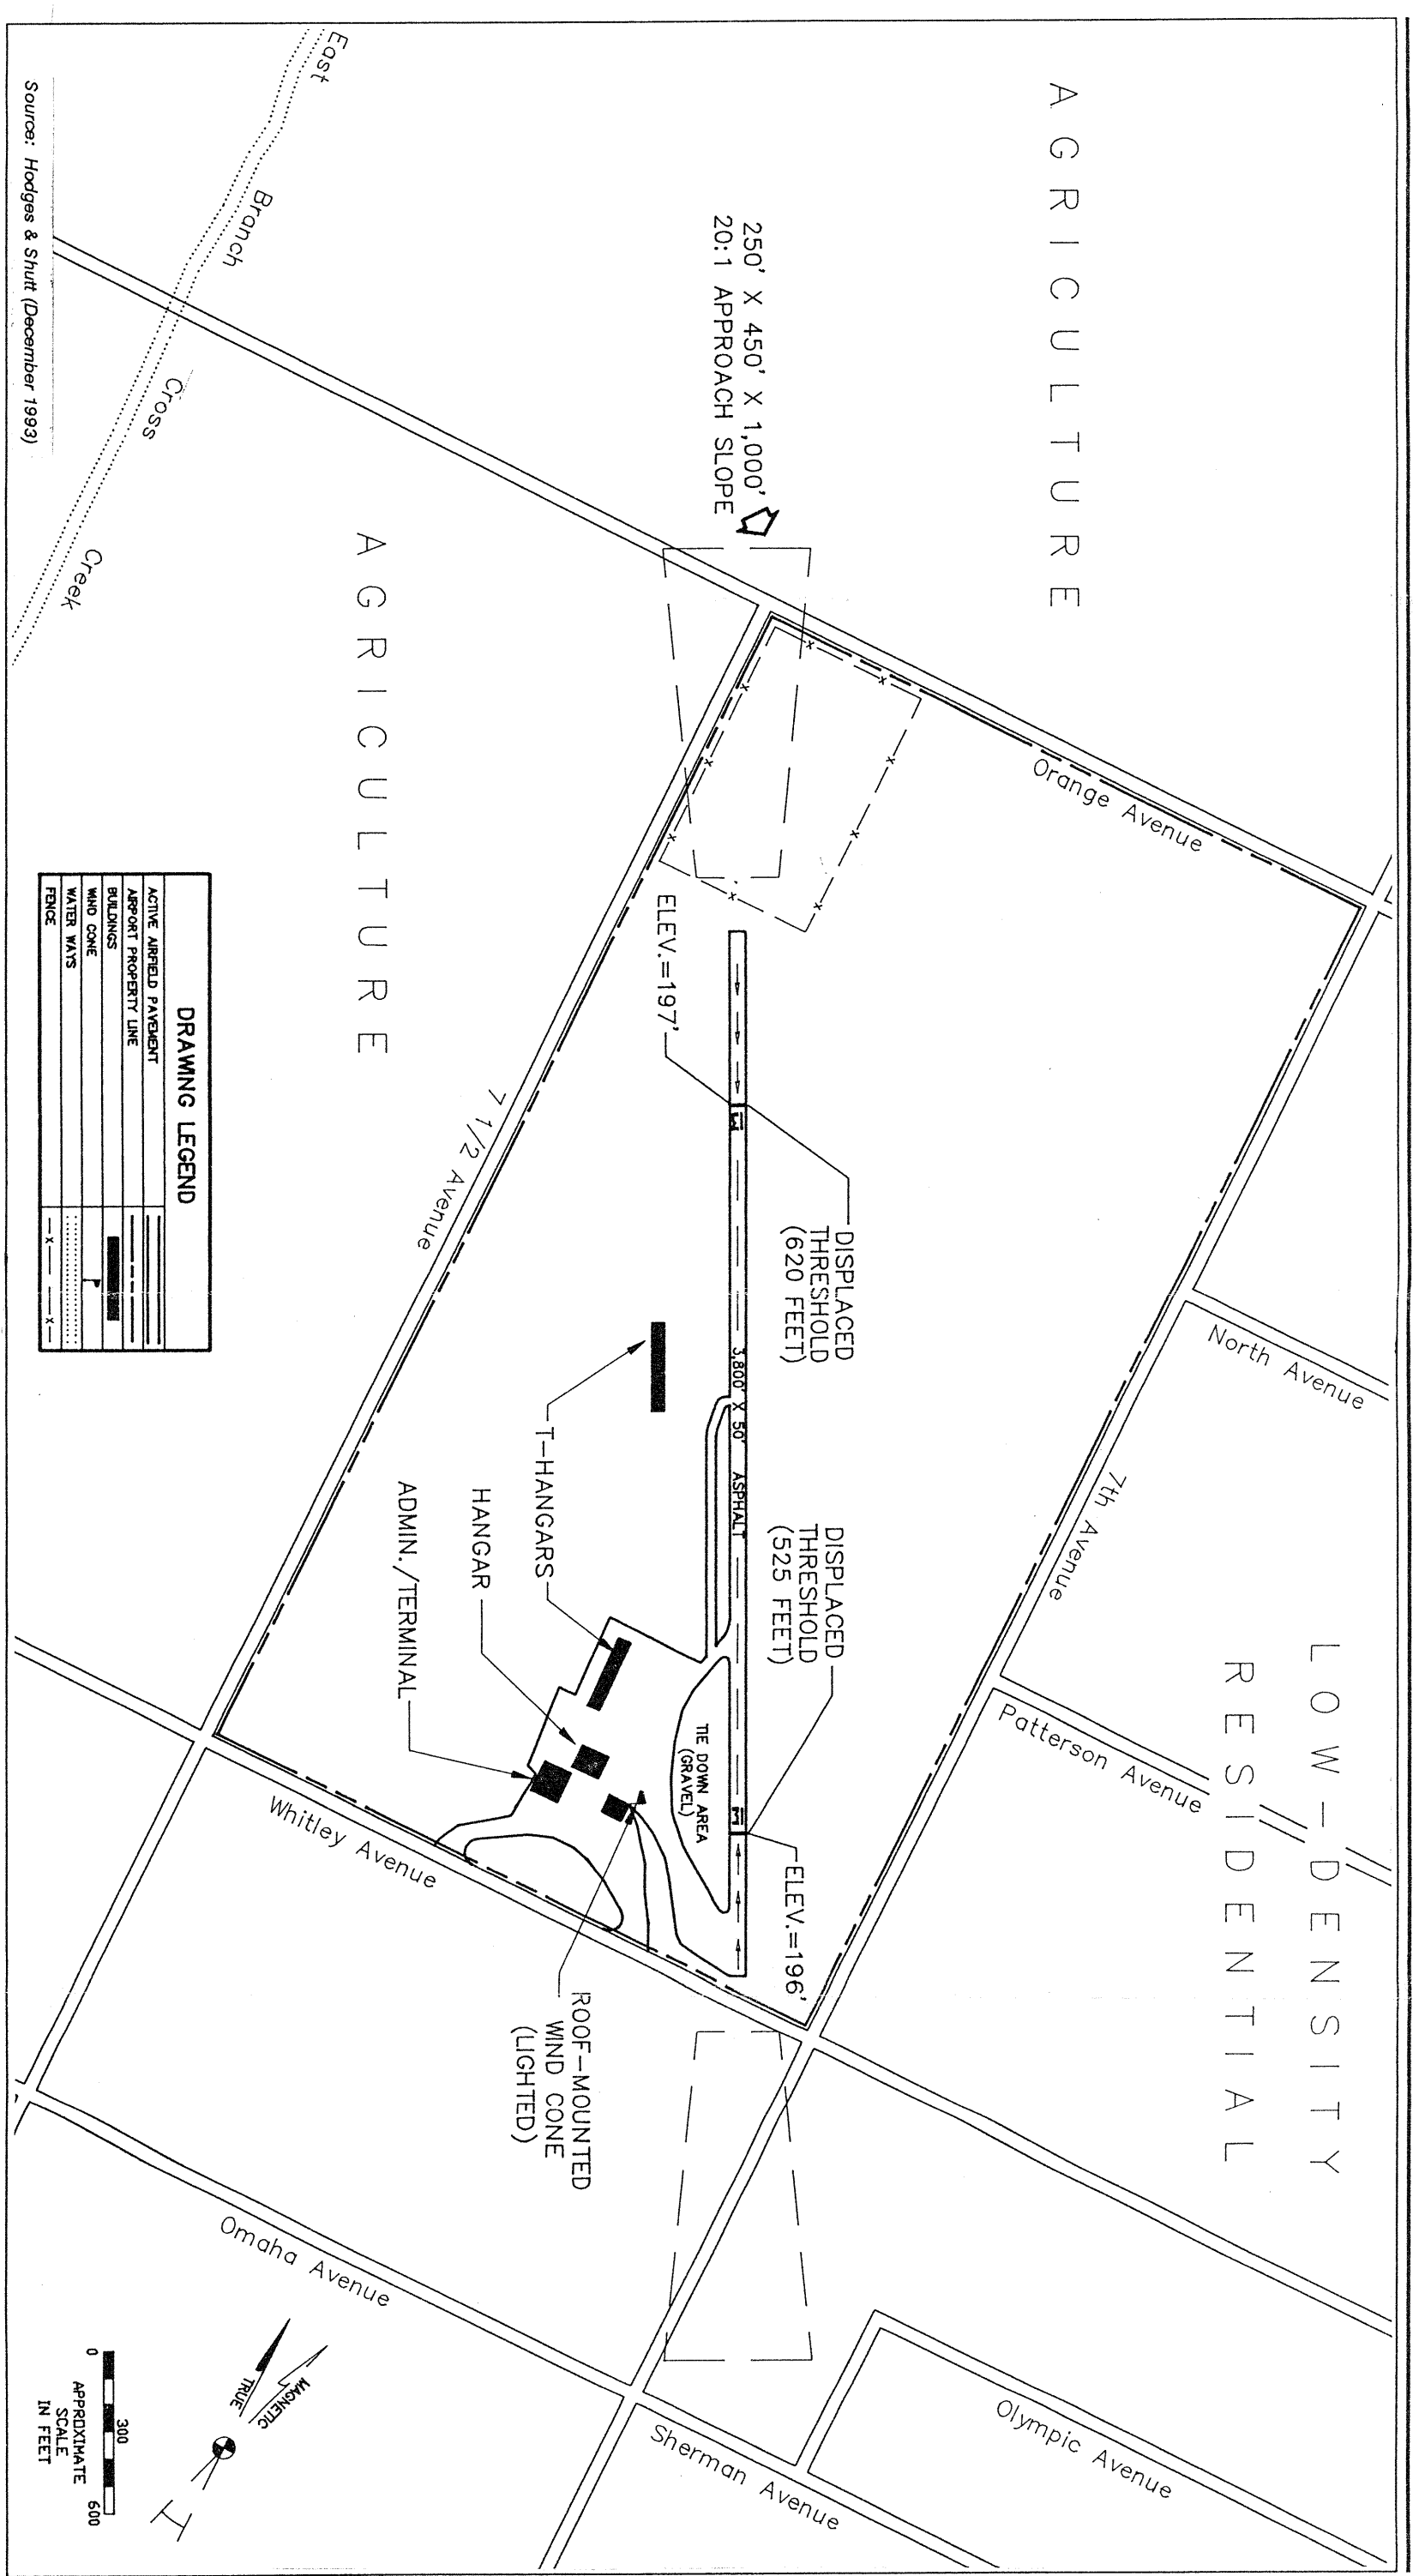 AGRICULTURE
LOW-DENSITY
RESIDENTIAL
Orange Avenue
North Avenue
7th Avenue
Patterson Avenue
250' X 450' X 1,000'
20:1 APPROACH SLOPE
DISPLACED
THRESHOLD
(620 FEET)
DISPLACED
THRESHOLD
(525 FEET)
ELEV.=197'
ELEV.=196'
3,800' X 50' ASPHALT
13
31
TIE DOWN AREA
(GRAVEL)
T-HANGARS
HANGAR
ADMIN./TERMINAL
ROOF-MOUNTED
WIND CONE
(LIGHTED)
AGRICULTURE
7 1/2 Avenue
Whitley Avenue
Omaha Avenue
Sherman Avenue
Olympic Avenue
East Branch Cross Creek
DRAWING LEGEND
ACTIVE AIRFIELD PAVEMENT
AIRPORT PROPERTY LINE
BUILDINGS
WIND CONE
WATER WAYS
FENCE
MAGNETIC
TRUE
0 300 600
APPROXIMATE
SCALE
IN FEET
Source: Hodges & Shutt (December 1993)